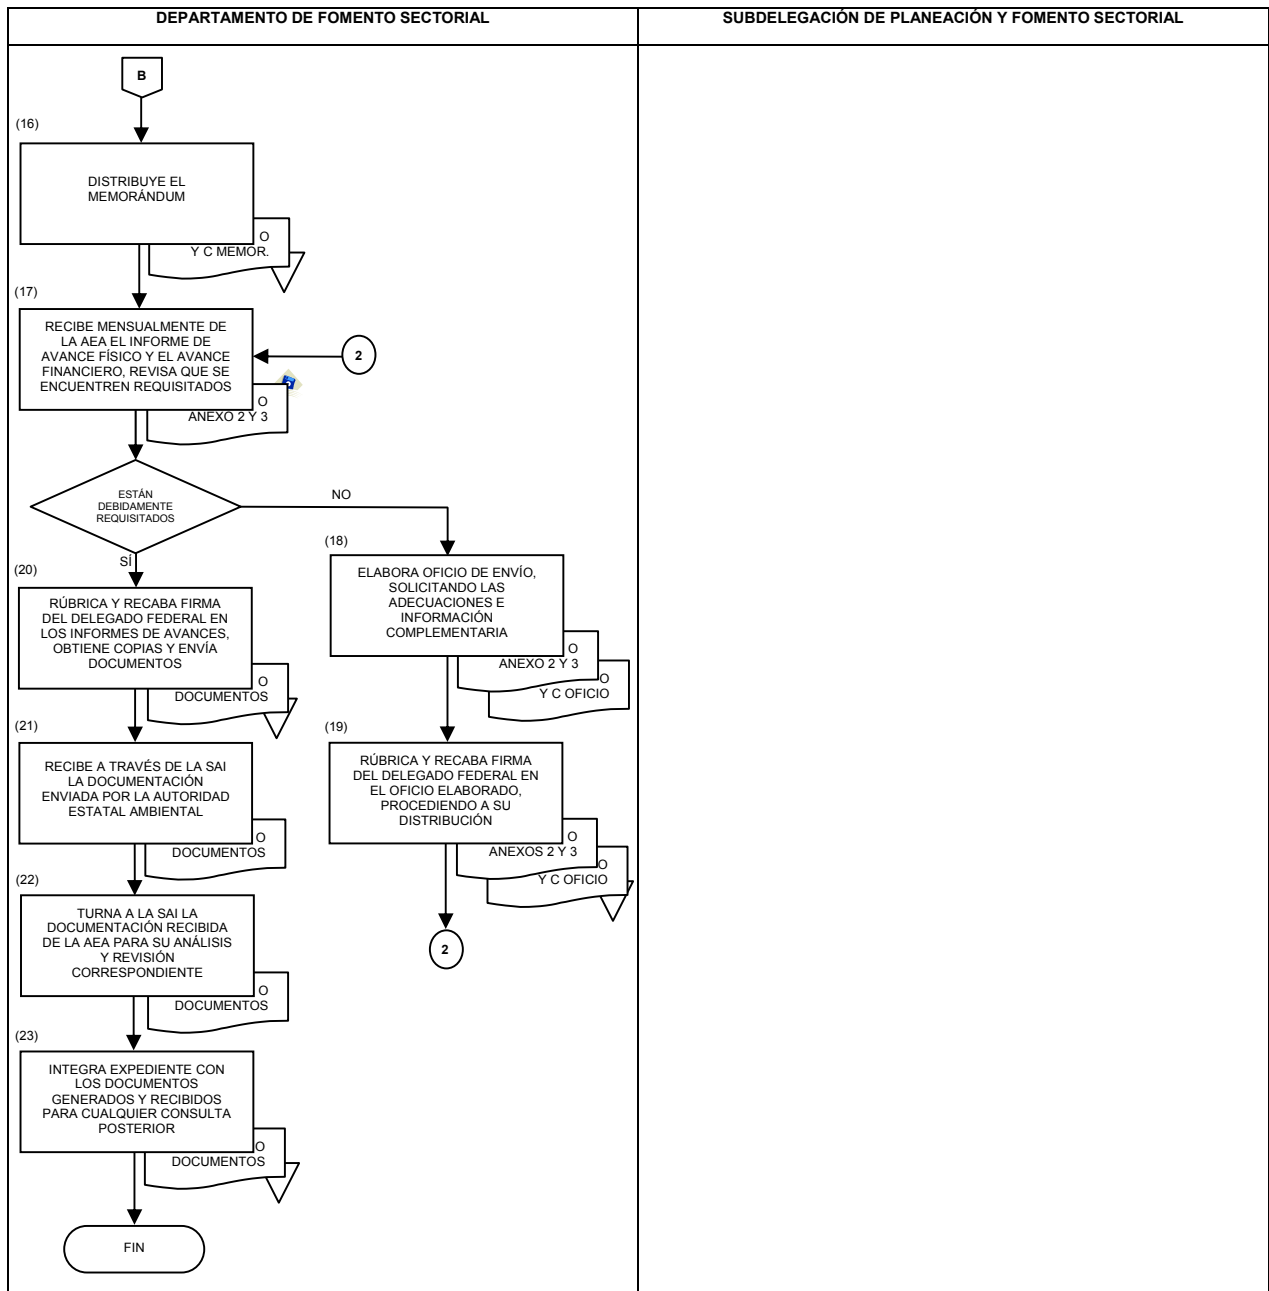 DEPARTAMENTO DE FOMENTO SECTORIAL
SUBDELEGACIÓN DE PLANEACIÓN Y FOMENTO SECTORIAL
B
(16)
DISTRIBUYE EL
MEMORÁNDUM
O
Y C MEMOR.
(17)
RECIBE MENSUALMENTE DE
LA AEA EL INFORME DE
AVANCE FÍSICO Y EL AVANCE
FINANCIERO, REVISA QUE SE
ENCUENTREN REQUISITADOS
2
O
ANEXO 2 Y 3
ESTÁN
DEBIDAMENTE
REQUISITADOS
NO
SÍ
(18)
ELABORA OFICIO DE ENVÍO,
SOLICITANDO LAS
ADECUACIONES E
INFORMACIÓN
COMPLEMENTARIA
O
ANEXO 2 Y 3
O
Y C OFICIO
(19)
RÚBRICA Y RECABA FIRMA
DEL DELEGADO FEDERAL EN
EL OFICIO ELABORADO,
PROCEDIENDO A SU
DISTRIBUCIÓN
O
ANEXOS 2 Y 3
O
Y C OFICIO
2
(20)
RÚBRICA Y RECABA FIRMA
DEL DELEGADO FEDERAL EN
LOS INFORMES DE AVANCES,
OBTIENE COPIAS Y ENVÍA
DOCUMENTOS
O
DOCUMENTOS
(21)
RECIBE A TRAVÉS DE LA SAI
LA DOCUMENTACIÓN
ENVIADA POR LA AUTORIDAD
ESTATAL AMBIENTAL
O
DOCUMENTOS
(22)
TURNA A LA SAI LA
DOCUMENTACIÓN RECIBIDA
DE LA AEA PARA SU ANÁLISIS
Y REVISIÓN
CORRESPONDIENTE
O
DOCUMENTOS
(23)
INTEGRA EXPEDIENTE CON
LOS DOCUMENTOS
GENERADOS Y RECIBIDOS
PARA CUALQUIER CONSULTA
POSTERIOR
O
DOCUMENTOS
FIN